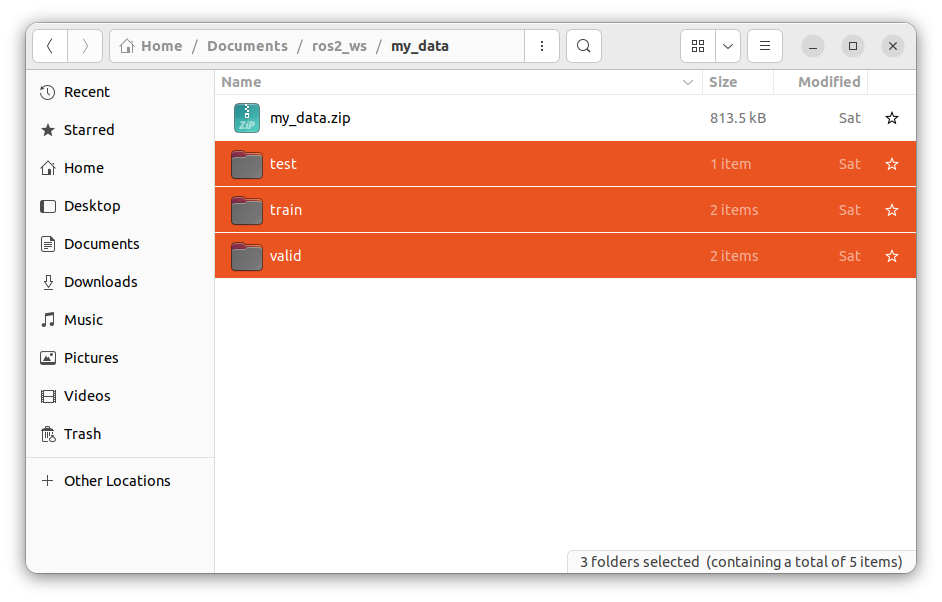 Home / Documents / ros2_ws / my_data
Recent
Starred
Home
Desktop
Documents
Downloads
Music
Pictures
Videos
Trash
Other Locations
Name Size Modified
ZIP my_data.zip 813.5 kB Sat
test 1 item Sat
train 2 items Sat
valid 2 items Sat
3 folders selected (containing a total of 5 items)